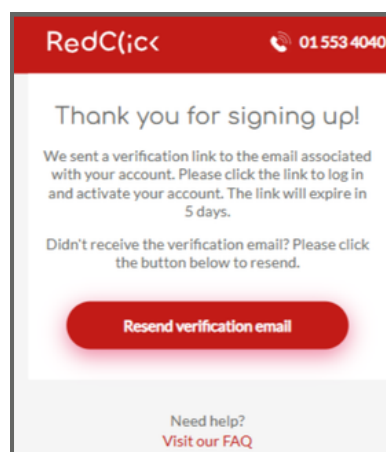 RedClick
01 553 4040
Thank you for signing up!
We sent a verification link to the email associated
with your account. Please click the link to log in
and activate your account. The link will expire in
5 days.
Didn't receive the verification email? Please click
the button below to resend.
Resend verification email
Need help?
Visit our FAQ